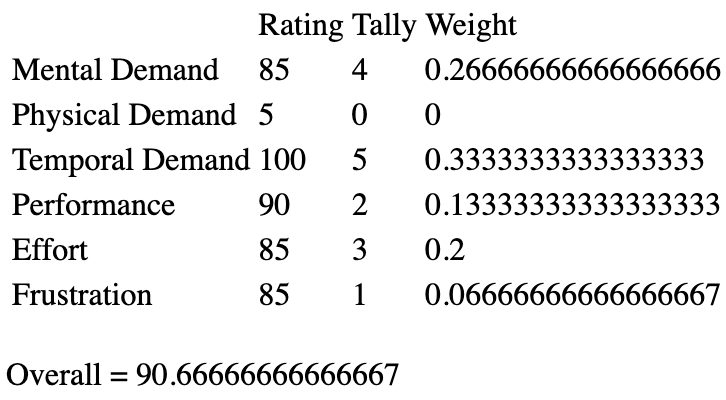 Rating Tally Weight
Mental Demand 85 4 0.26666666666666666
Physical Demand 5 0 0
Temporal Demand 100 5 0.3333333333333333
Performance 90 2 0.13333333333333333
Effort 85 3 0.2
Frustration 85 1 0.06666666666666667
Overall = 90.66666666666667